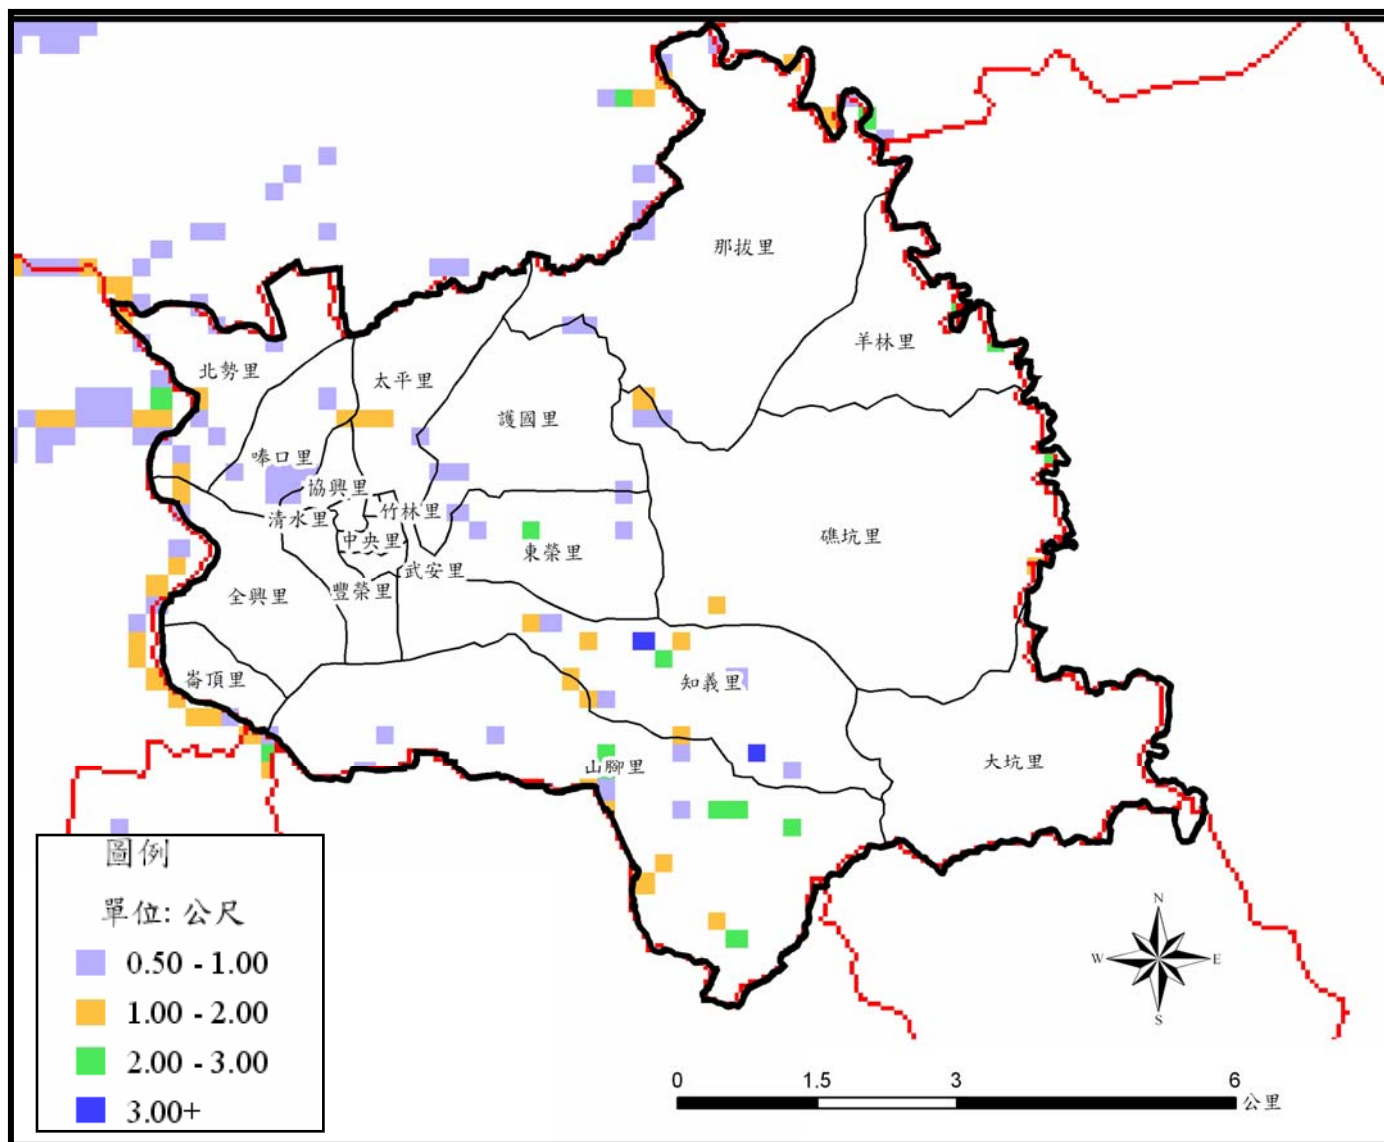 那拔里
羊林里
北勢里
太平里
護國里
唪口里
協興里
清水里
竹林里
中央里
東榮里
礁坑里
武安里
豐榮里
全興里
崙頂里
知義里
山腳里
大坑里
圖例
單位: 公尺
0.50 - 1.00
1.00 - 2.00
2.00 - 3.00
3.00+
N
W E
S
0 1.5 3 6
公里